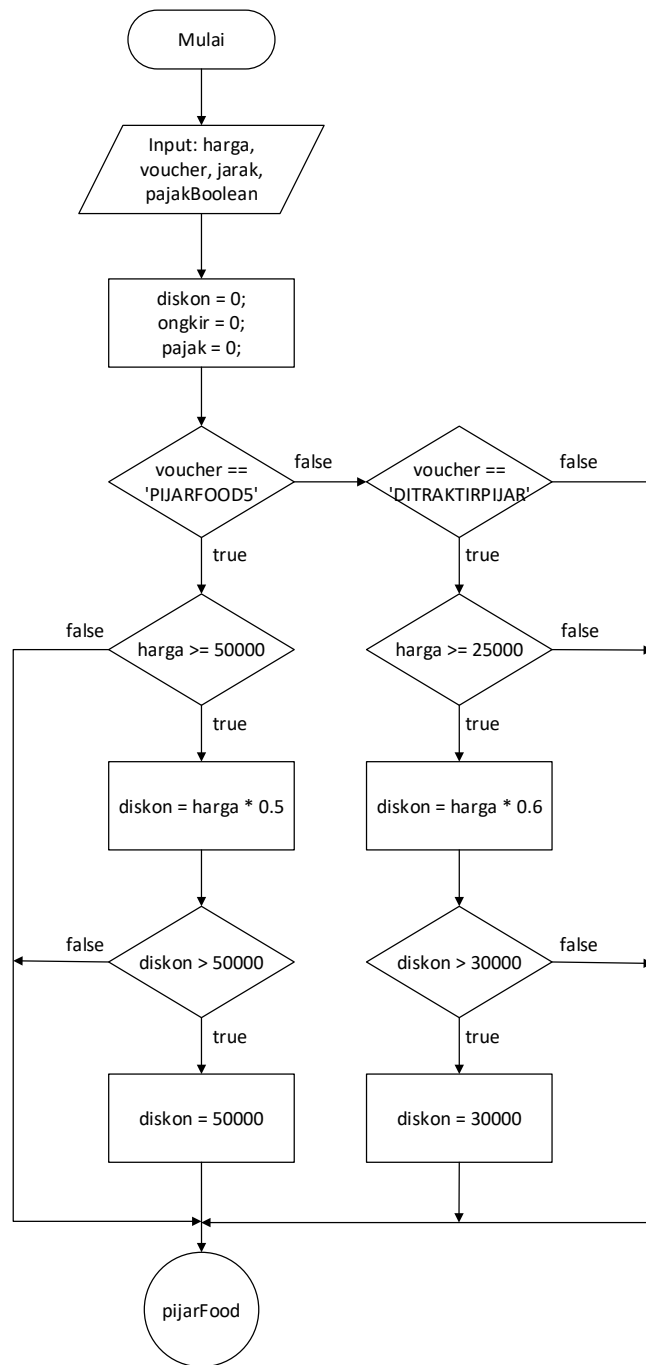 Mulai
Input: harga,
voucher, jarak,
pajakBoolean
diskon = 0;
ongkir = 0;
pajak = 0;
voucher ==
'PIJARFOOD5'
false
voucher ==
'DITRAKTIRPIJAR'
false
true
true
false
harga >= 50000
harga >= 25000
false
true
true
diskon = harga * 0.5
diskon = harga * 0.6
false
diskon > 50000
diskon > 30000
false
true
true
diskon = 50000
diskon = 30000
pijarFood